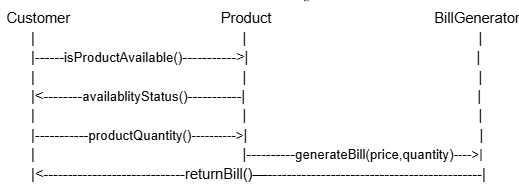 Customer Product BillGenerator
| | |
|------isProductAvailable()----------->| |
| | |
|<--------availablityStatus()-----------| |
| | |
|-----------productQuantity()--------->| |
| |----------generateBill(price,quantity)---->|
|<----------------------------returnBill()—-------------------------------------------|